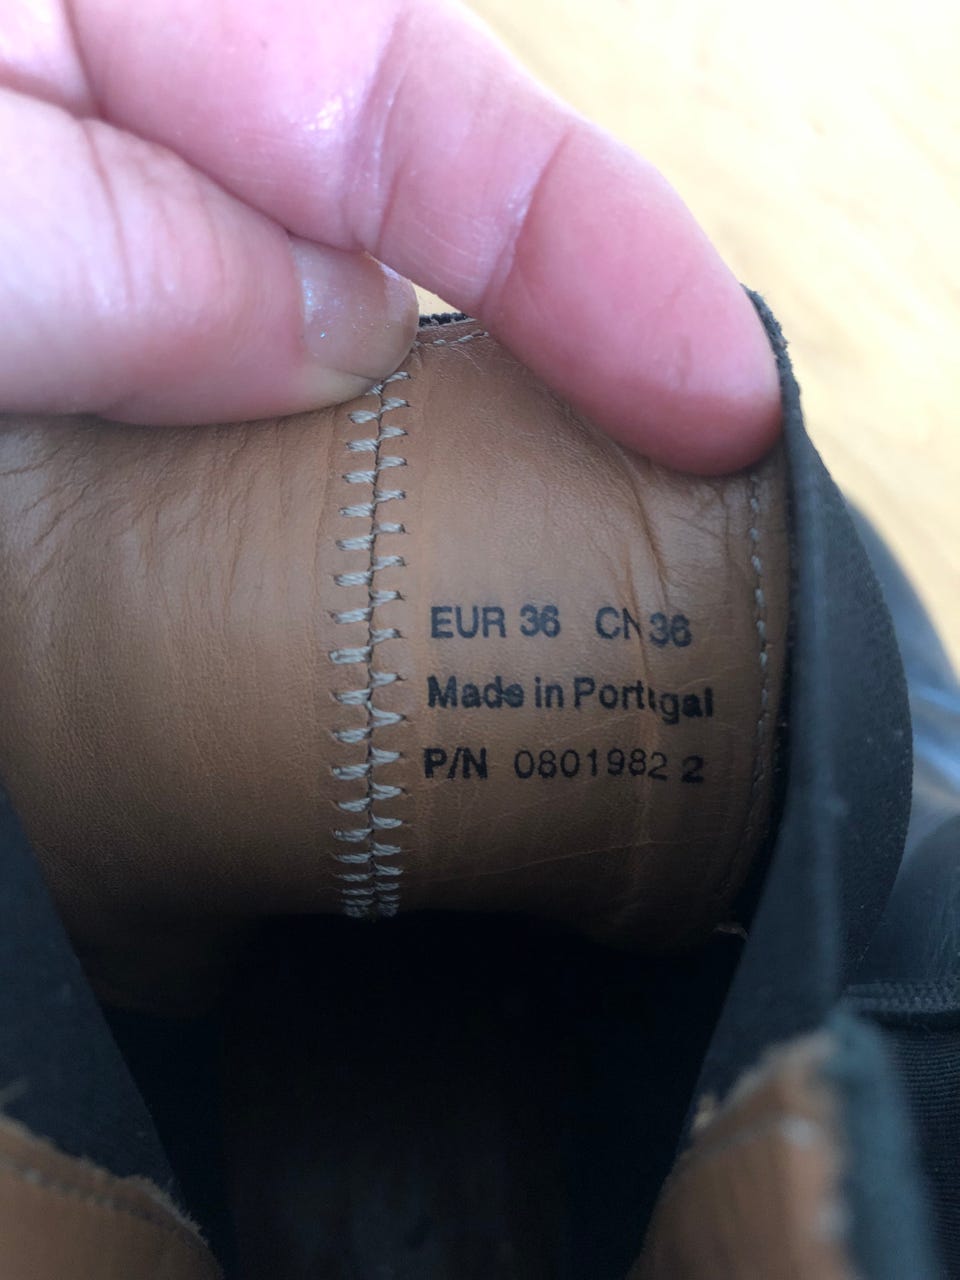 EUR 36 CN 36
Made in Portugal
P/N 0801982 2